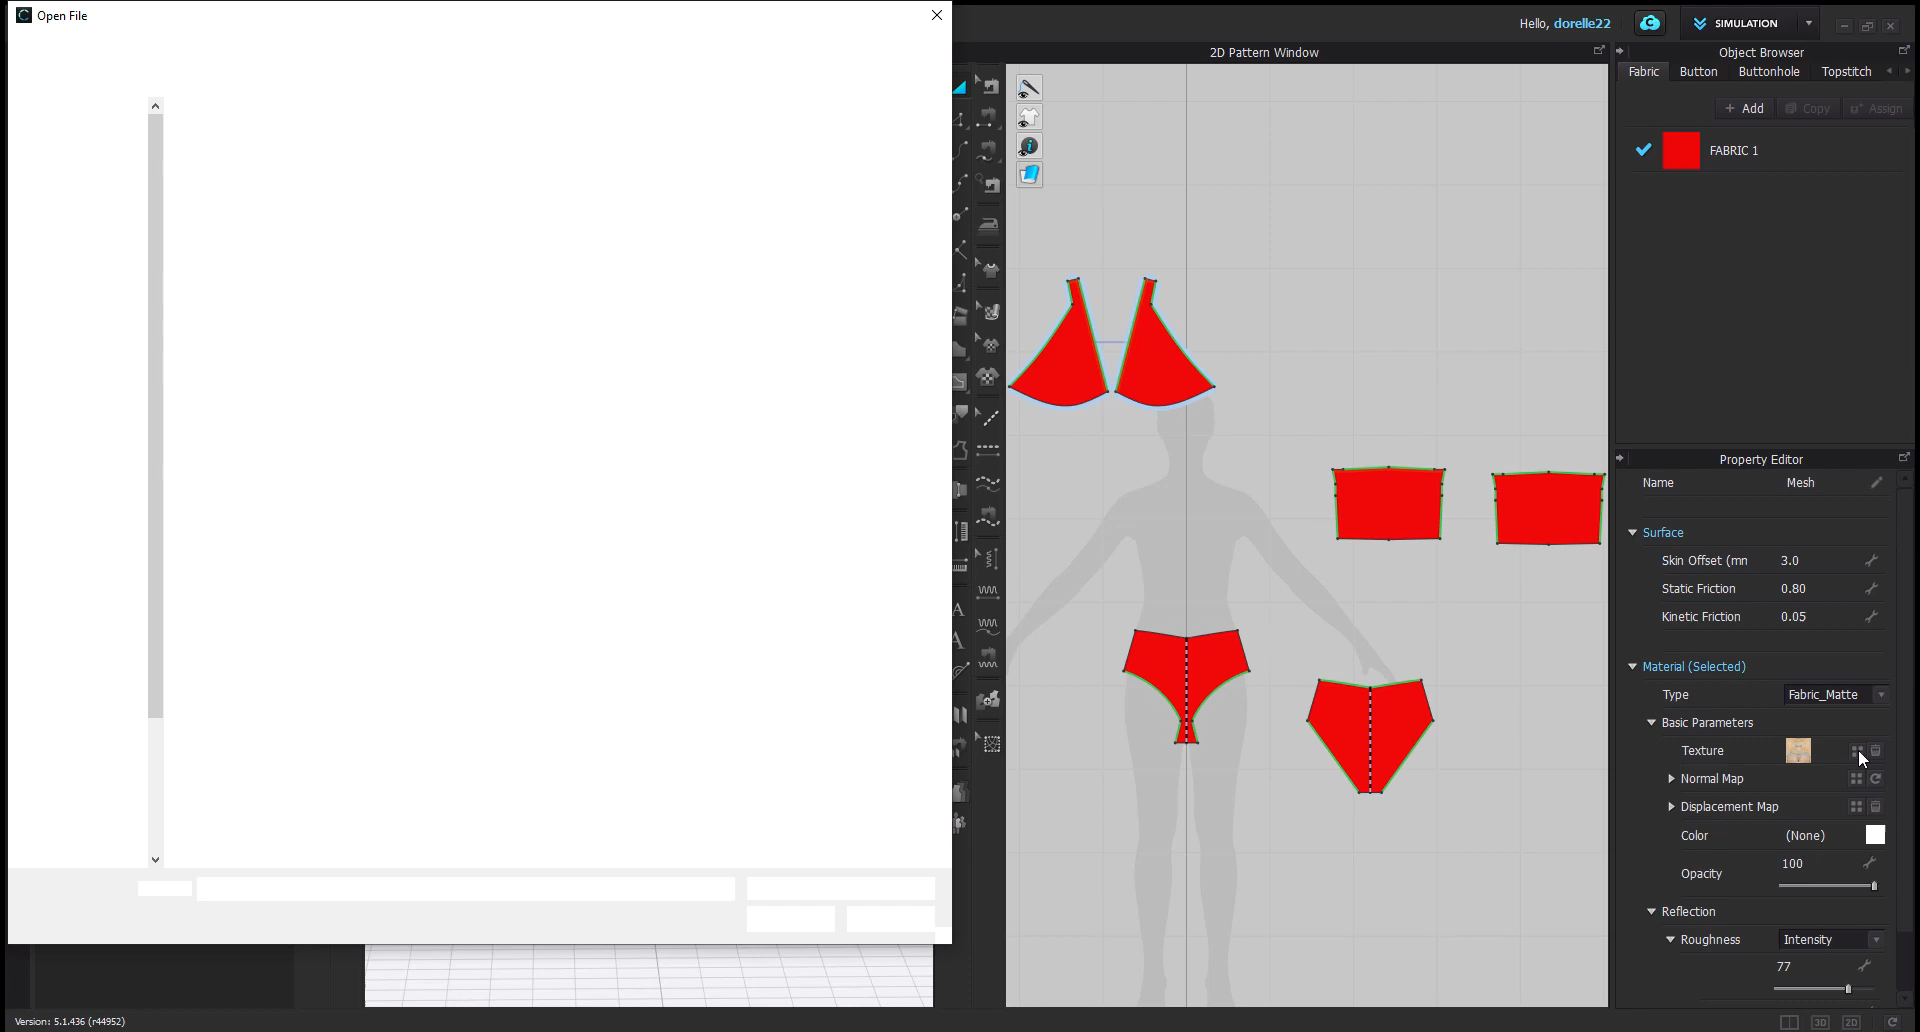 Open File
Hello, dorelle22
SIMULATION
2D Pattern Window
Object Browser
Fabric
Button
Buttonhole
Topstitch
+ Add
Copy
Assign
FABRIC 1
Property Editor
Name
Mesh
Surface
Skin Offset (mn
3.0
Static Friction
0.80
Kinetic Friction
0.05
Material (Selected)
Type
Fabric_Matte
Basic Parameters
Texture
Normal Map
Displacement Map
Color
(None)
100
Opacity
Reflection
Roughness
Intensity
77
Version: 5.1.436 (r44952)
3D
2D